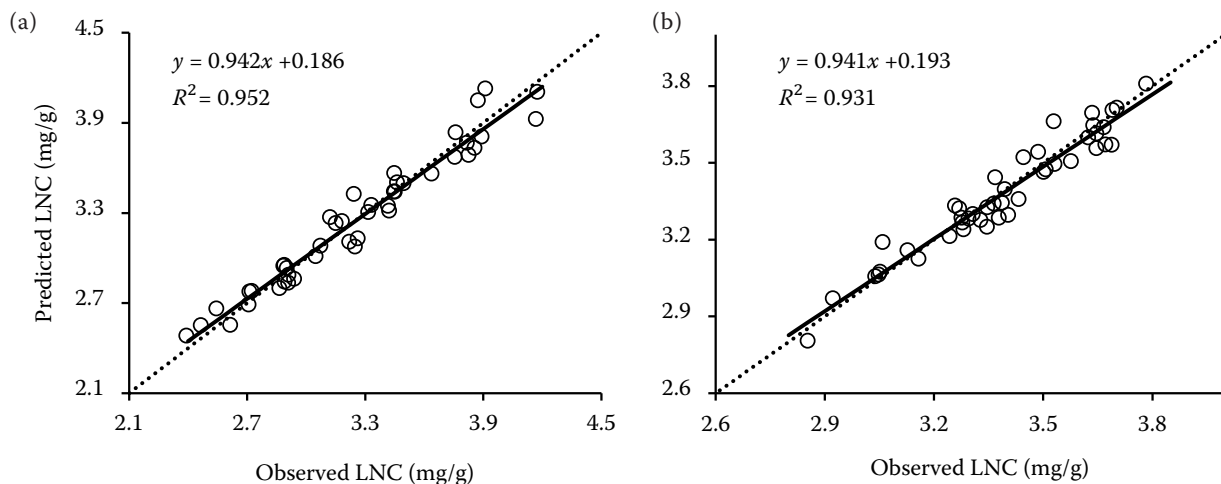 (a)
4.5
3.9
3.3
2.7
2.1
Predicted LNC (mg/g)
y = 0.942x +0.186
R² = 0.952
2.1 2.7 3.3 3.9 4.5
Observed LNC (mg/g)
(b)
3.8
3.5
3.2
2.9
2.6
y = 0.941x +0.193
R² = 0.931
2.6 2.9 3.2 3.5 3.8
Observed LNC (mg/g)